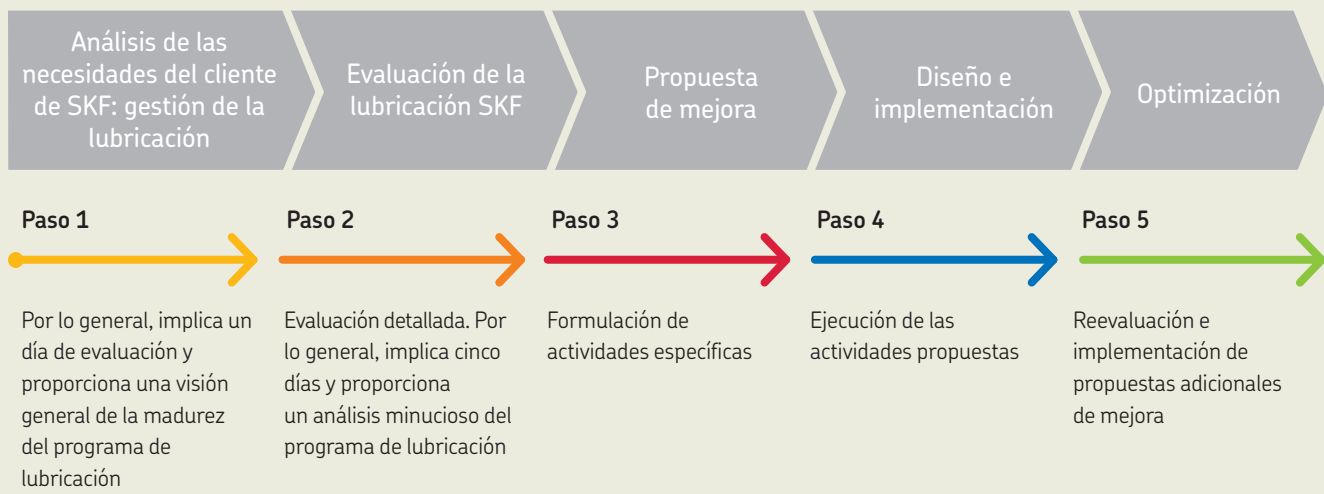 Análisis de las
necesidades del cliente
de SKF: gestión de la
lubricación
Evaluación de la
lubricación SKF
Propuesta
de mejora
Diseño e
implementación
Optimización
Paso 1
Por lo general, implica un
día de evaluación y
proporciona una visión
general de la madurez
del programa de
lubricación
Paso 2
Evaluación detallada. Por
lo general, implica cinco
días y proporciona
un análisis minucioso del
programa de lubricación
Paso 3
Formulación de
actividades específicas
Paso 4
Ejecución de las
actividades propuestas
Paso 5
Reevaluación e
implementación de
propuestas adicionales
de mejora